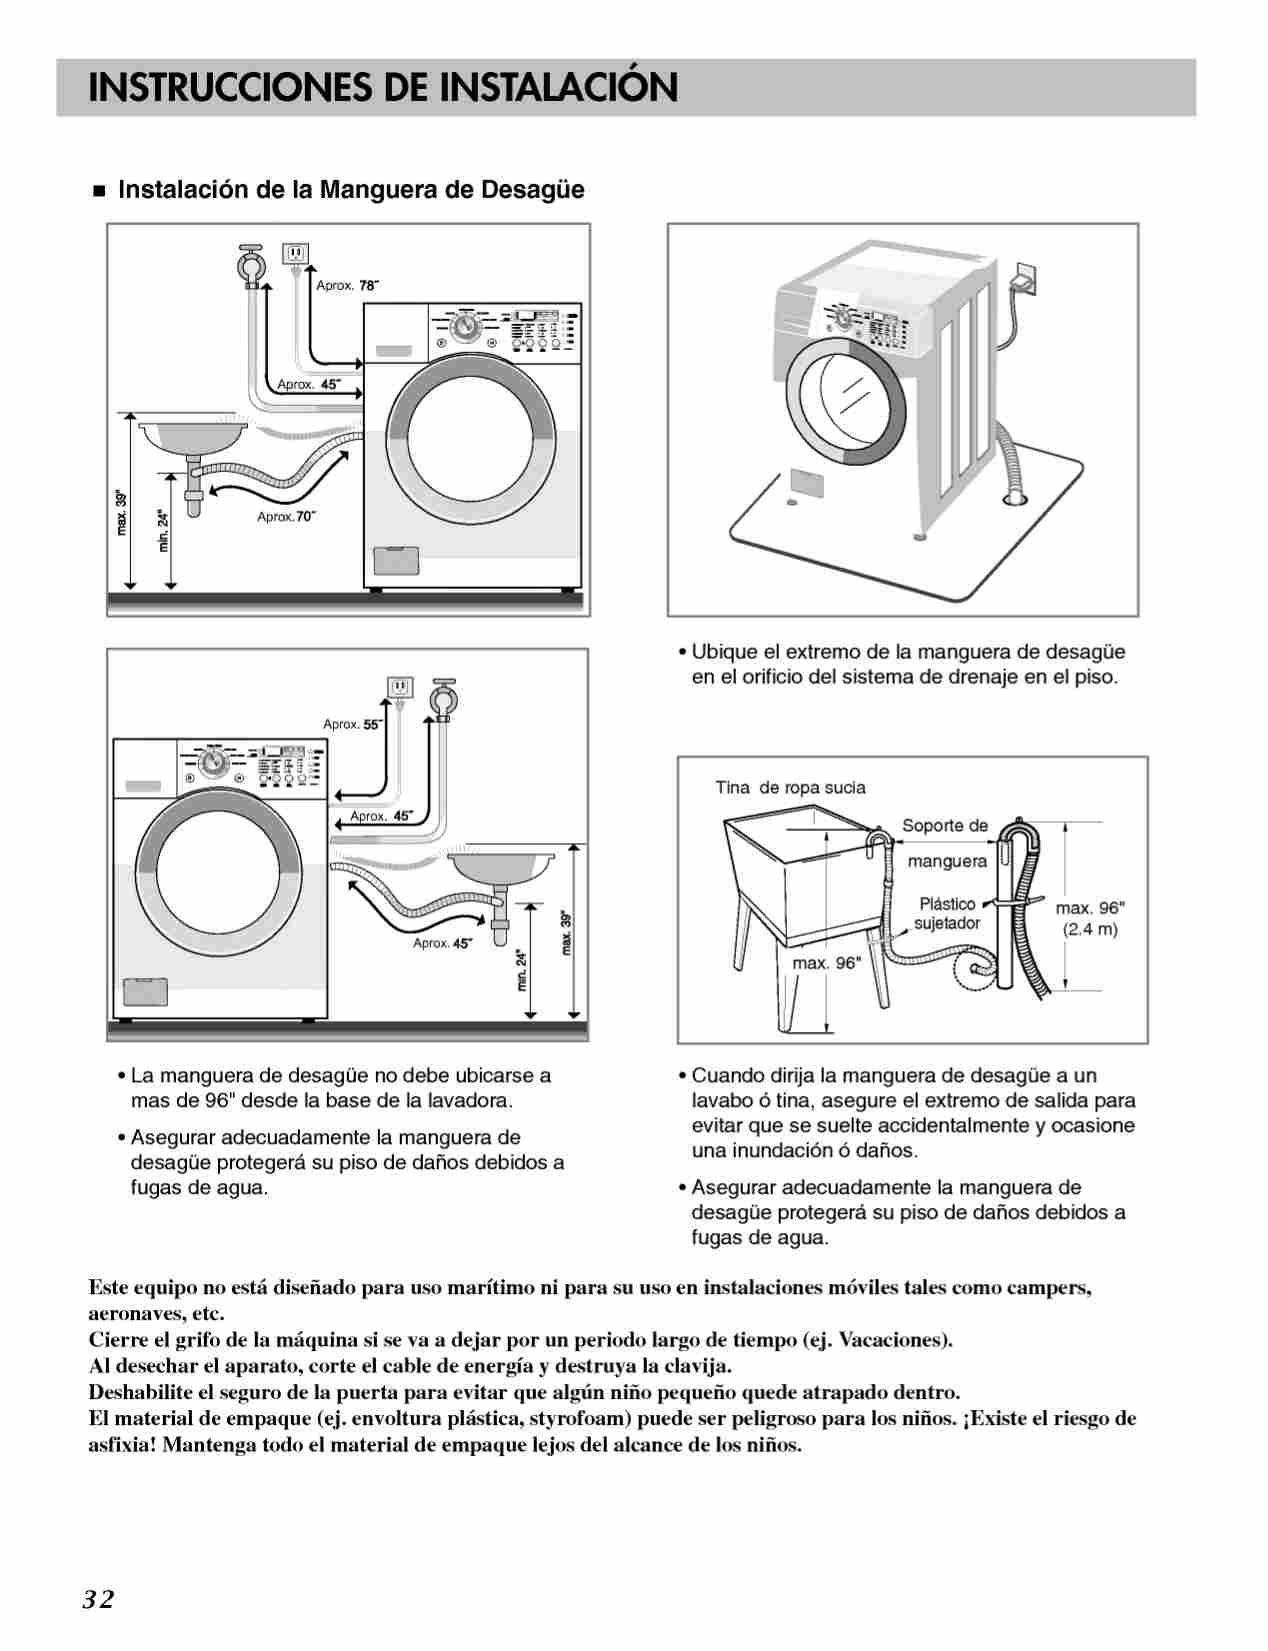 INSTRUCCIONES DE INSTALACIÓN
■ Instalación de la Manguera de Desagüe
Aprox. 78˝
Aprox. 45˝
max. 39"
min. 24"
Aprox. 70˝
• Ubique el extremo de la manguera de desagüe
en el orificio del sistema de drenaje en el piso.
Aprox. 55˝
Aprox. 45˝
Aprox. 45˝
min. 24"
max. 39"
• La manguera de desagüe no debe ubicarse a
mas de 96" desde la base de la lavadora.
• Asegurar adecuadamente la manguera de
desagüe protegerá su piso de daños debidos a
fugas de agua.
Tina de ropa sucia
Soporte de
manguera
Plástico
sujetador
max. 96"
(2.4 m)
max. 96"
• Cuando dirija la manguera de desagüe a un
lavabo ó tina, asegure el extremo de salida para
evitar que se suelte accidentalmente y ocasione
una inundación ó daños.
• Asegurar adecuadamente la manguera de
desagüe protegerá su piso de daños debidos a
fugas de agua.
Este equipo no está diseñado para uso marítimo ni para su uso en instalaciones móviles tales como campers,
aeronaves, etc.
Cierre el grifo de la máquina si se va a dejar por un periodo largo de tiempo (ej. Vacaciones).
Al desechar el aparato, corte el cable de energía y destruya la clavija.
Deshabilite el seguro de la puerta para evitar que algún niño pequeño quede atrapado dentro.
El material de empaque (ej. envoltura plástica, styrofoam) puede ser peligroso para los niños. ¡Existe el riesgo de
asfixia! Mantenga todo el material de empaque lejos del alcance de los niños.
32